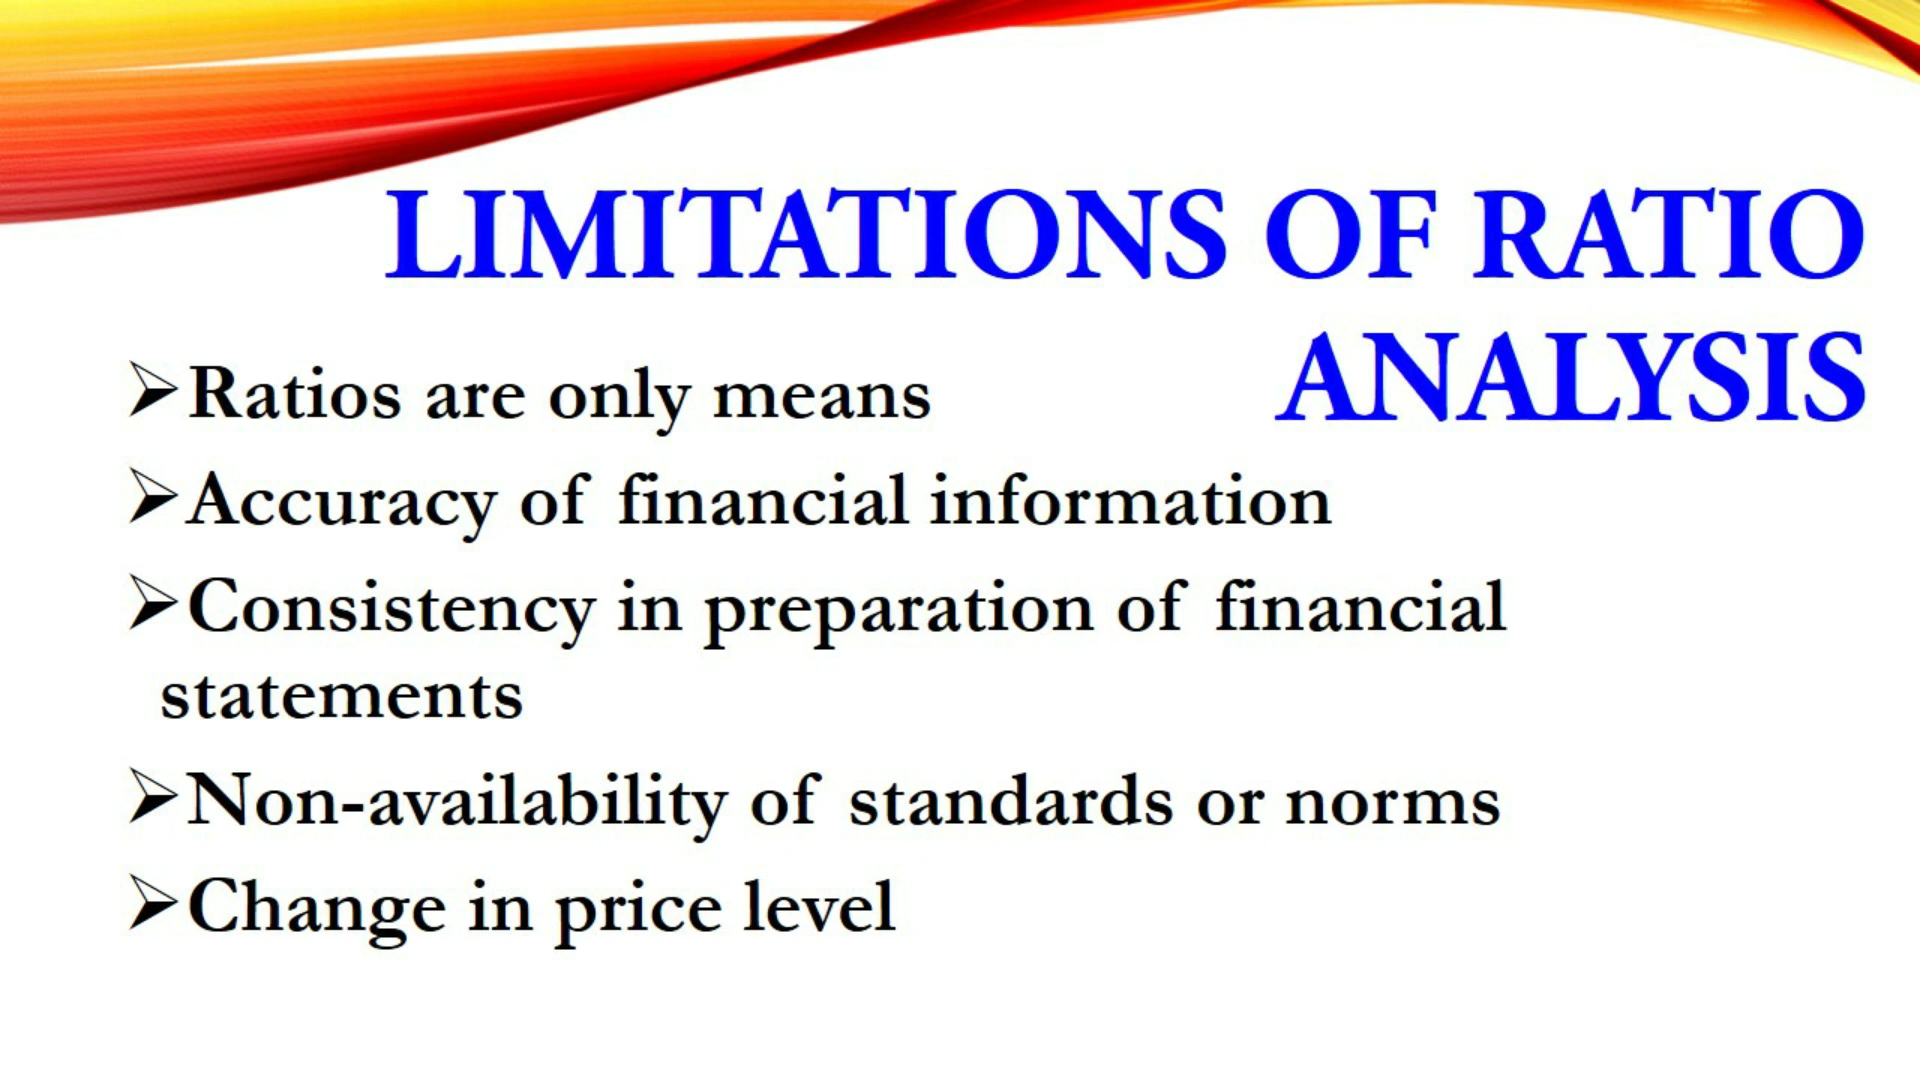 LIMITATIONS OF RATIO
ANALYSIS
➢Ratios are only means
➢Accuracy of financial information
➢Consistency in preparation of financial
statements
➢Non-availability of standards or norms
➢Change in price level